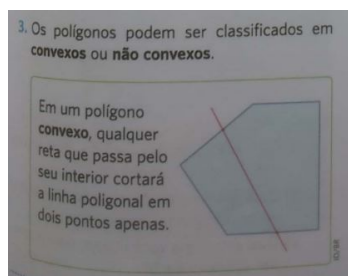 3. Os polígonos podem ser classificados em
convexos ou não convexos.
Em um polígono
convexo, qualquer
reta que passa pelo
seu interior cortará
a linha poligonal em
dois pontos apenas.